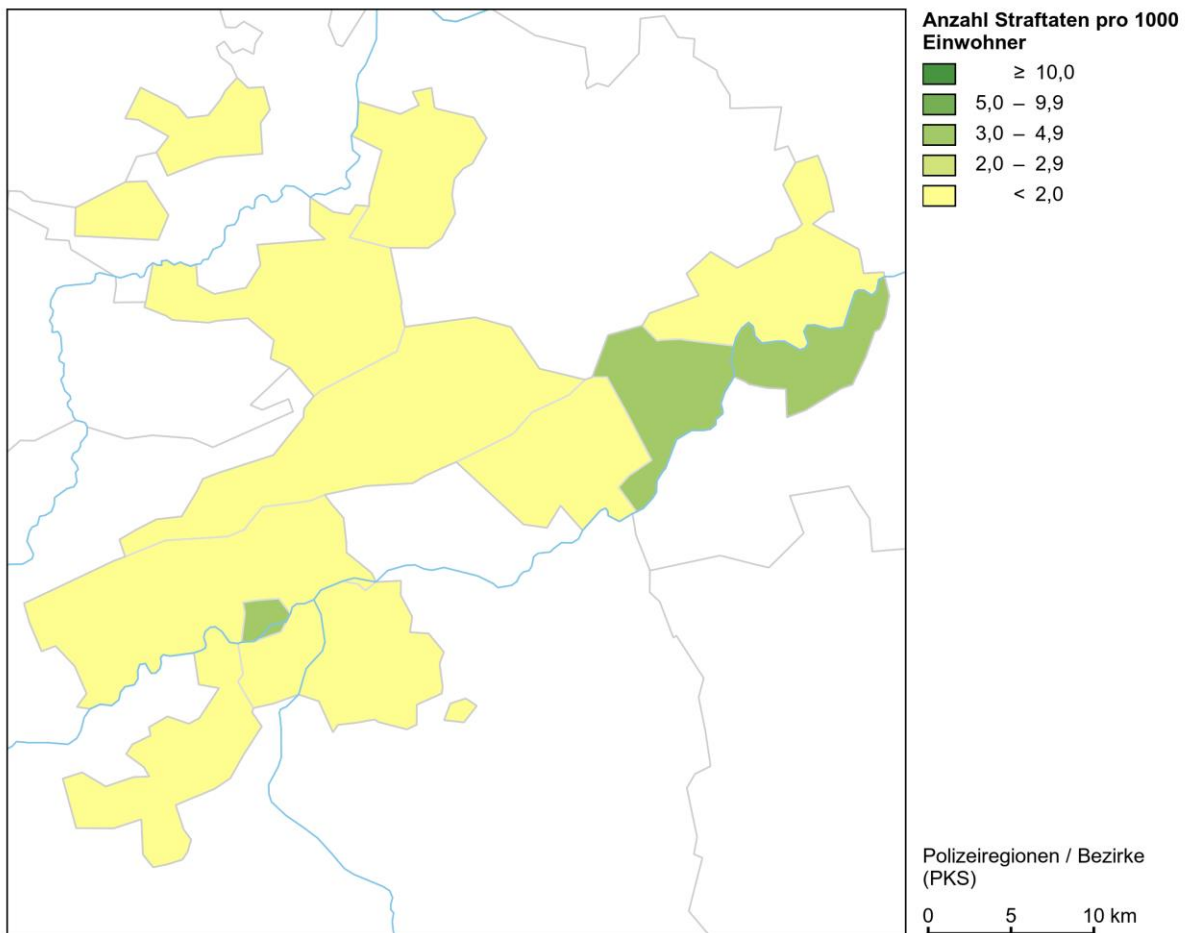 Anzahl Straftaten pro 1000
Einwohner
≥ 10,0
5,0 – 9,9
3,0 – 4,9
2,0 – 2,9
< 2,0
Polizeiregionen / Bezirke
(PKS)
0 5 10 km